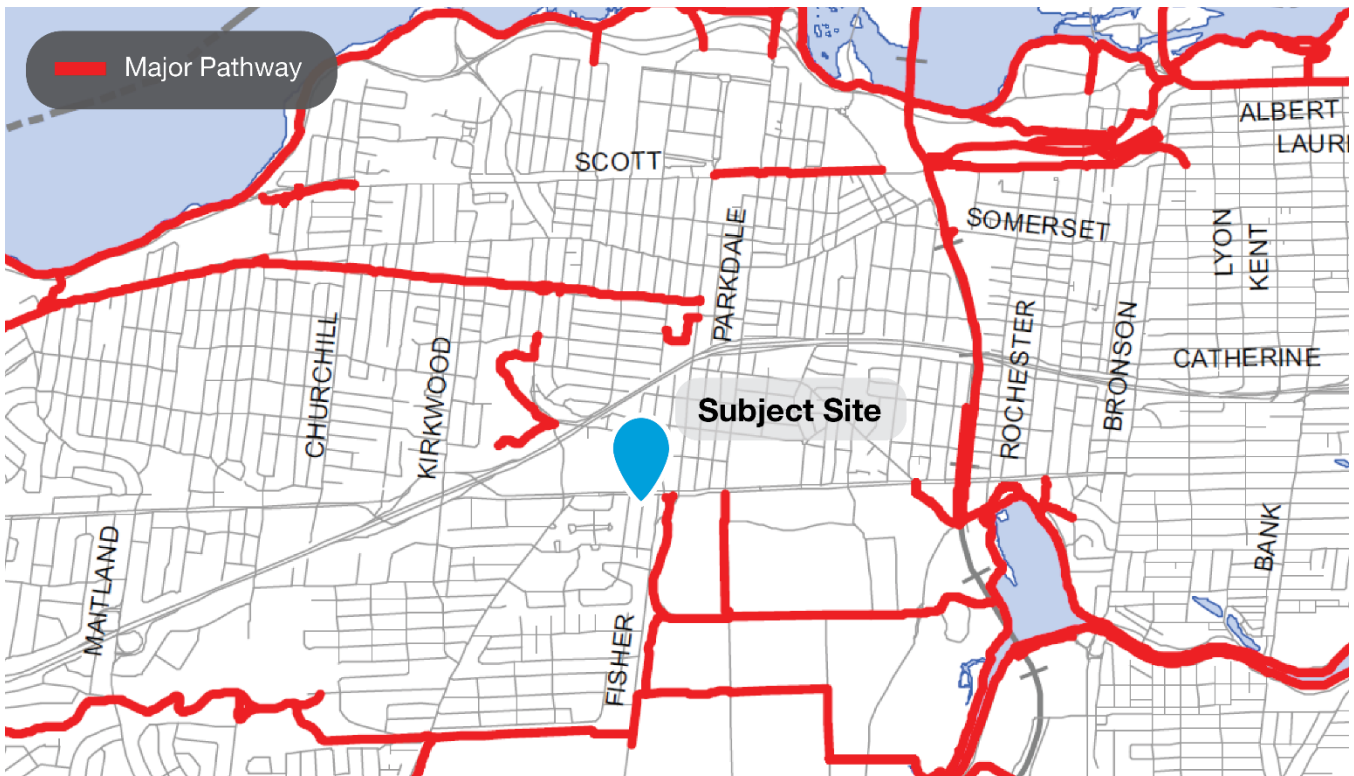 Major Pathway
ALBERT
LAURI
SCOTT
PARKDALE
SOMERSET
LYON
KENT
CHURCHILL
KIRKWOOD
ROCHESTER
BRONSON
CATHERINE
Subject Site
MAITLAND
BANK
FISHER